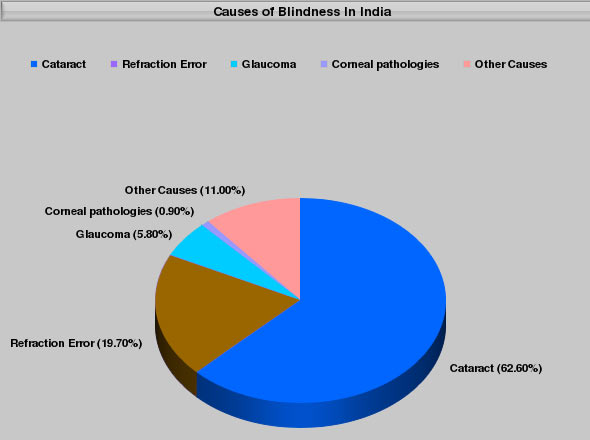 Causes of Blindness In India
Cataract Refraction Error Glaucoma Corneal pathologies Other Causes
Other Causes (11.00%)
Corneal pathologies (0.90%)
Glaucoma (5.80%)
Refraction Error (19.70%)
Cataract (62.60%)